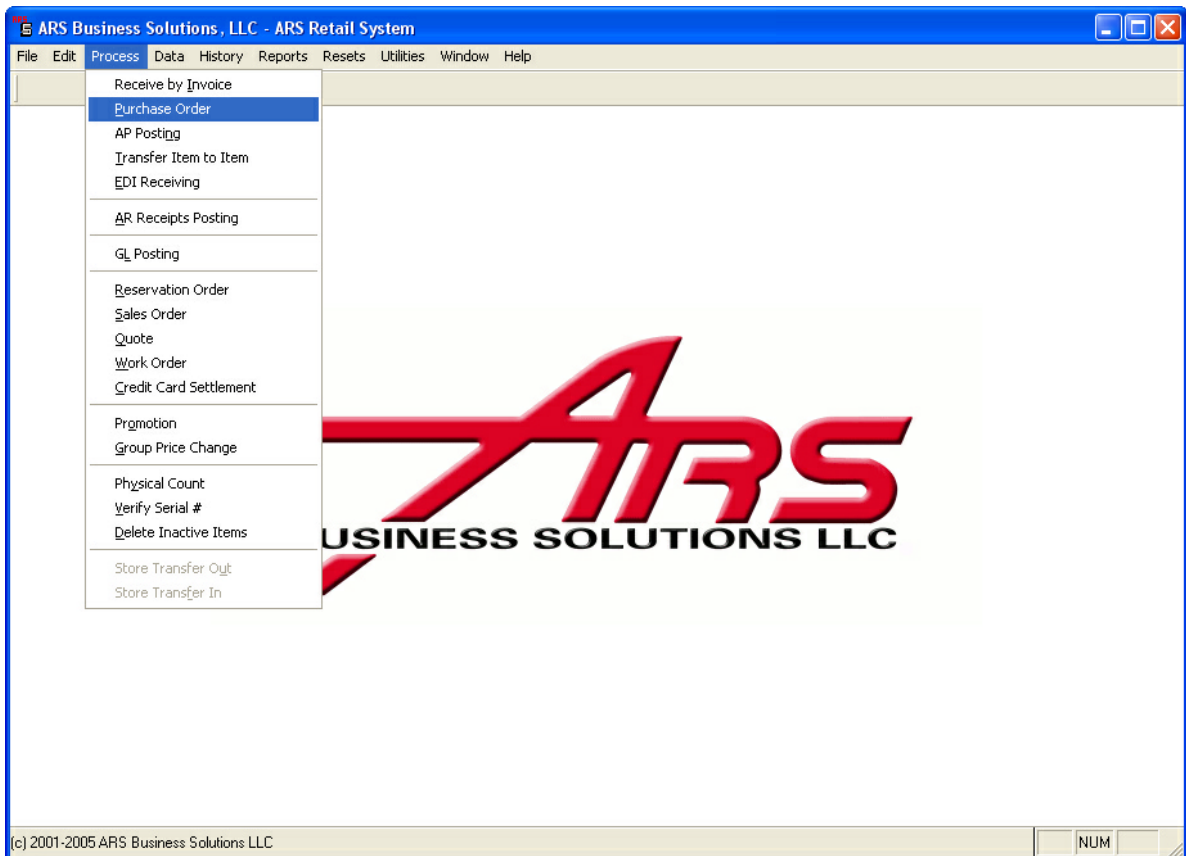 ARS Business Solutions, LLC - ARS Retail System
File Edit Process Data History Reports Resets Utilities Window Help
Receive by Invoice
Purchase Order
AP Posting
Transfer Item to Item
EDI Receiving
AR Receipts Posting
GL Posting
Reservation Order
Sales Order
Quote
Work Order
Credit Card Settlement
Promotion
Group Price Change
Physical Count
Verify Serial #
Delete Inactive Items
Store Transfer Out
Store Transfer In
ARS
USINESS SOLUTIONS LLC
(c) 2001-2005 ARS Business Solutions LLC NUM